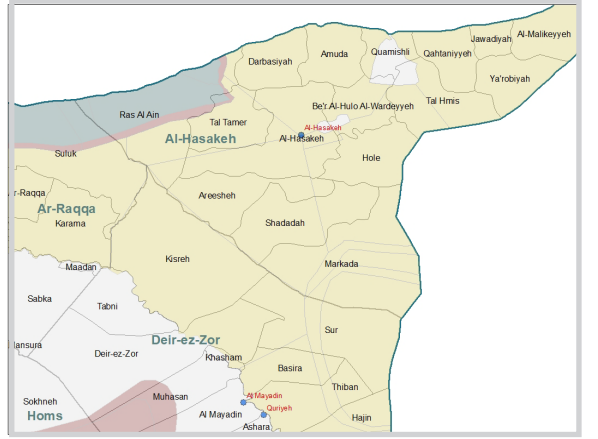 Al-Malikeyyeh
Jawadiyah
Quamishli
Qahtaniyyeh
Amuda
Darbasiyah
Ya'robiyah
Tal Hmis
Be'r Al-Hulo Al-Wardeyyeh
Ras Al Ain
Tal Tamer
Al-Hasakeh
Al-Hasakeh
Al-Hasakeh
Suluk
Hole
r-Raqqa
Areesheh
Ar-Raqqa
Karama
Shadadah
Kisreh
Markada
Maadan
Sabka
Tabni
Sur
Deir-ez-Zor
lansura
Deir-ez-Zor
Khasham
Basira
Thiban
Muhasan
Al Mayadin
Sokhneh
Quriyeh
Homs
Al Mayadin
Hajin
Ashara